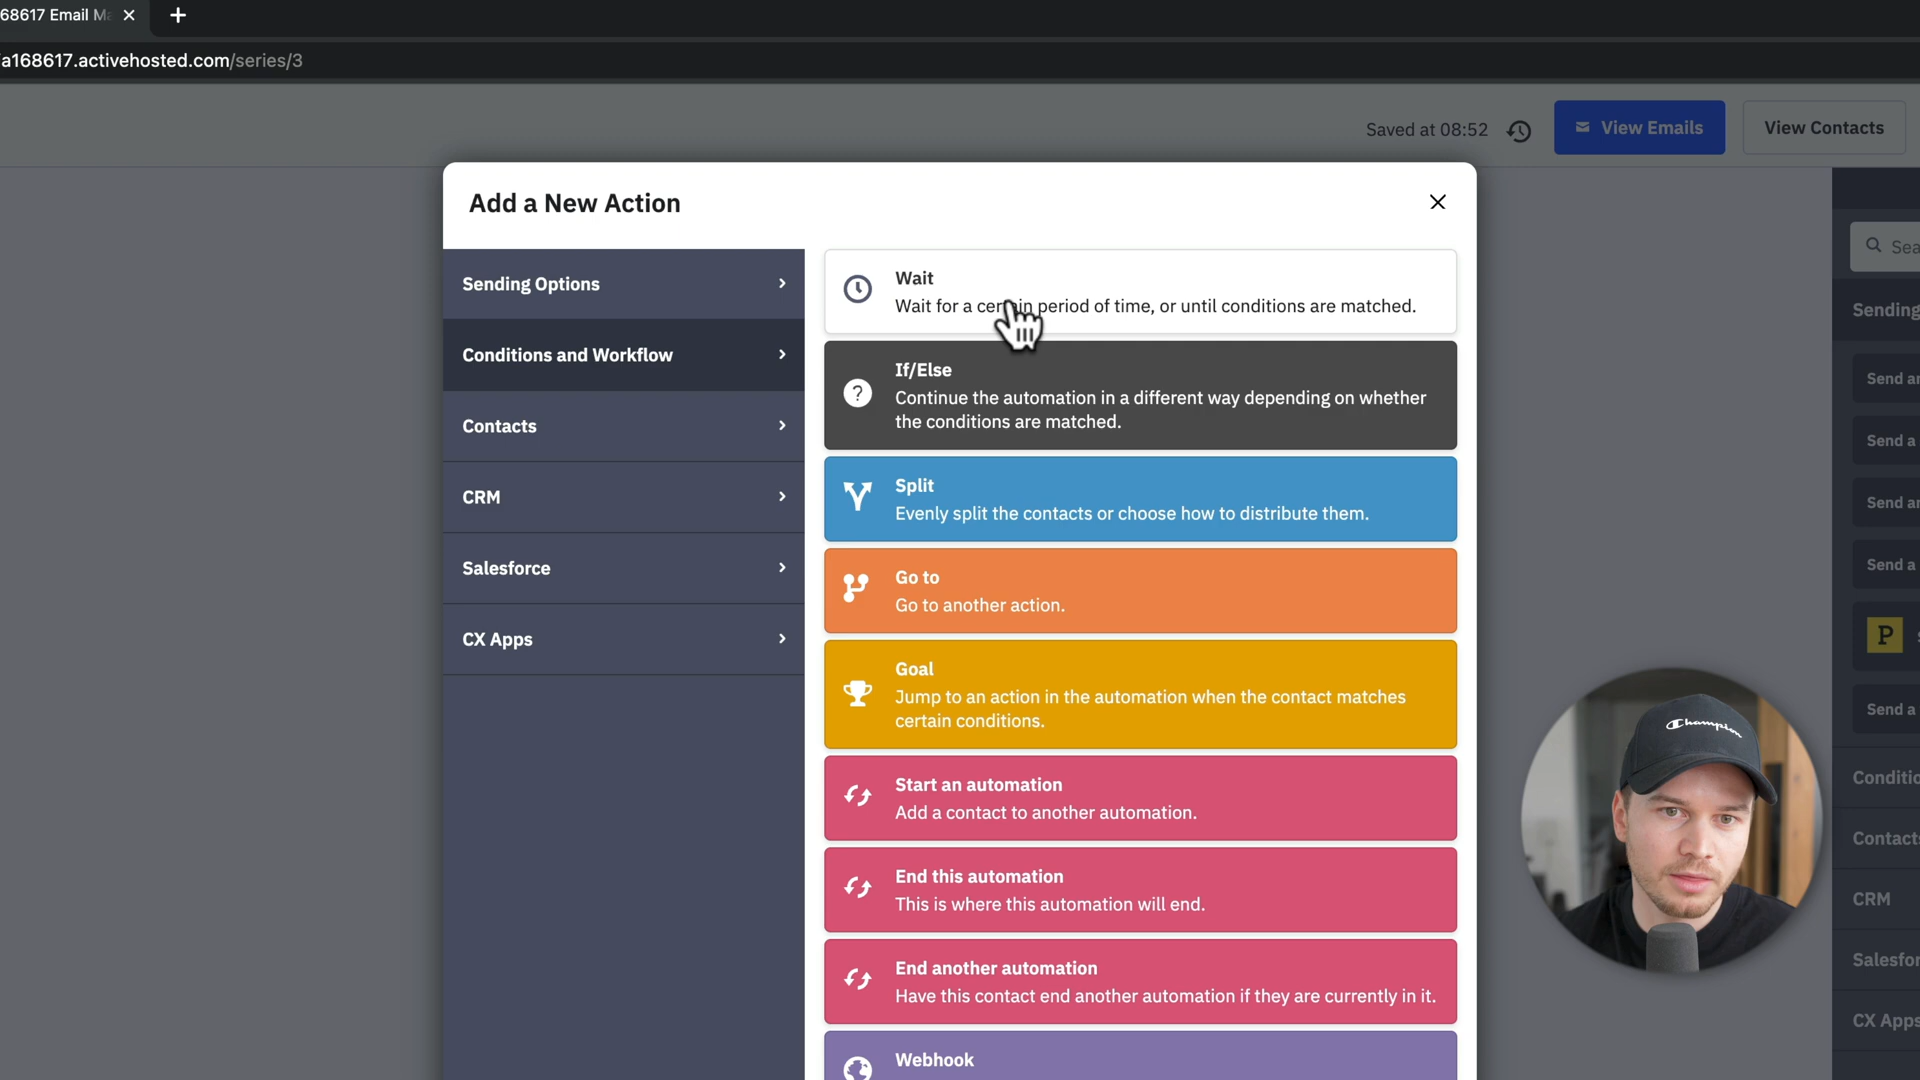 68617 Email Ma
a168617.activehosted.com/series/3
Saved at 08:52
View Emails
View Contacts
Add a New Action
Sending Options
Conditions and Workflow
Contacts
CRM
Salesforce
CX Apps
Wait
Wait for a certain period of time, or until conditions are matched.
If/Else
Continue the automation in a different way depending on whether
the conditions are matched.
Split
Evenly split the contacts or choose how to distribute them.
Go to
Go to another action.
Goal
Jump to an action in the automation when the contact matches
certain conditions.
Start an automation
Add a contact to another automation.
End this automation
This is where this automation will end.
End another automation
Have this contact end another automation if they are currently in it.
Webhook
Sea
Sending
Send an
Send a
Send an
Send a
P
Send a
Conditio
Contacts
CRM
Salesfor
CX Apps
Champion